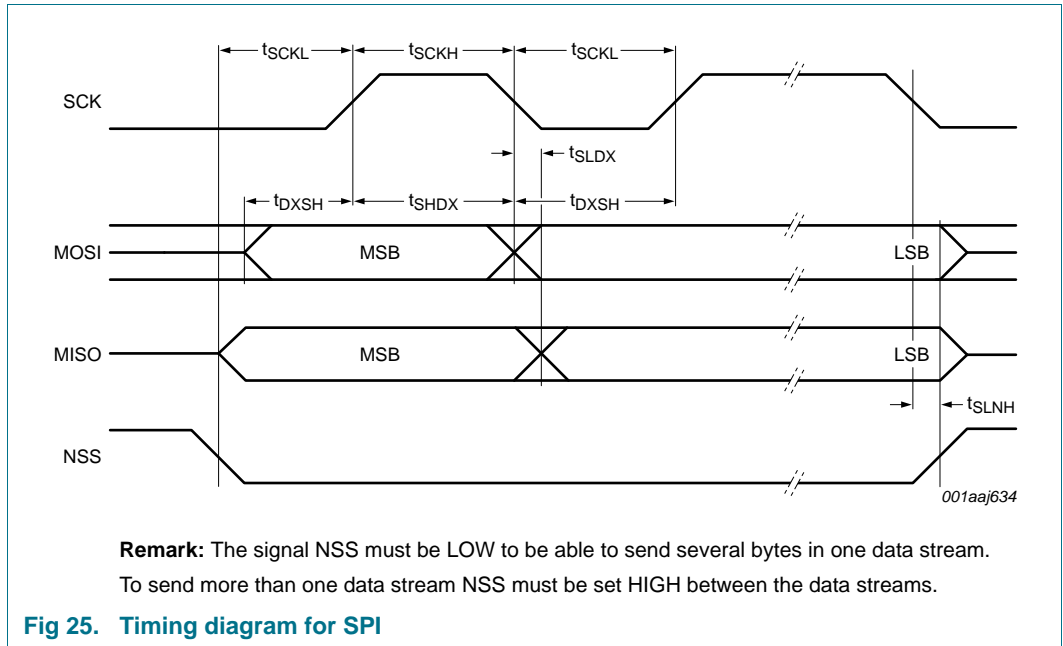 tSCKL tSCKH tSCKL
SCK
tSLDX
tDXSH tSHDX tDXSH
MOSI MSB LSB
MISO MSB LSB
tSLNH
NSS
001aaj634
Remark: The signal NSS must be LOW to be able to send several bytes in one data stream.
To send more than one data stream NSS must be set HIGH between the data streams.
Fig 25. Timing diagram for SPI